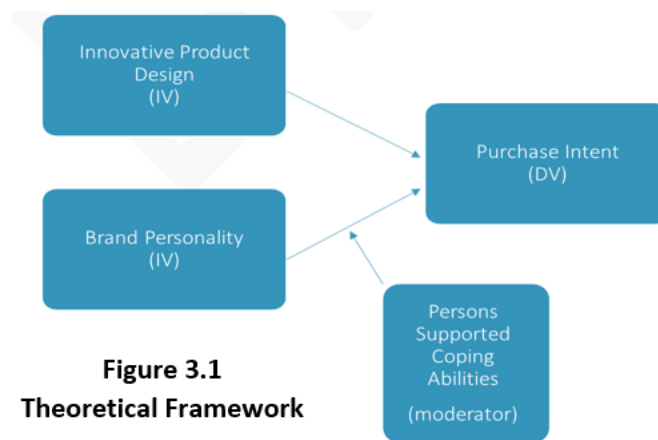 Innovative Product
Design
(IV)
Purchase Intent
(DV)
Brand Personality
(IV)
Persons
Supported
Coping
Abilities
(moderator)
Figure 3.1
Theoretical Framework